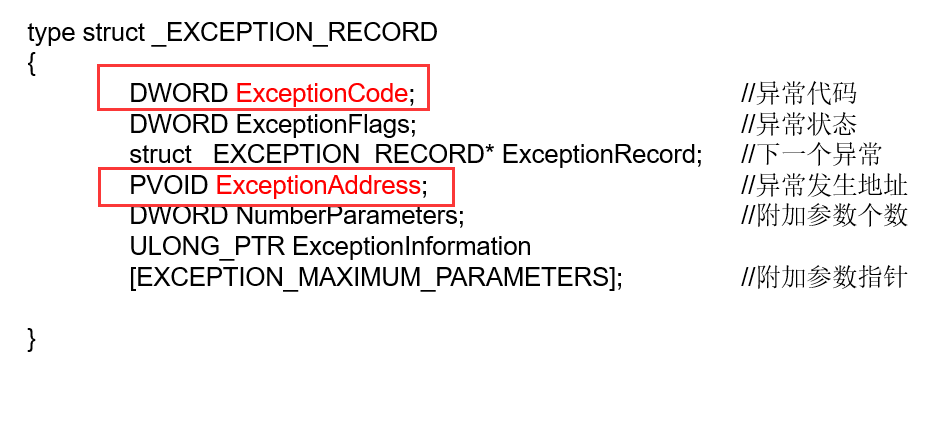 type struct _EXCEPTION_RECORD
{
DWORD ExceptionCode; //异常代码
DWORD ExceptionFlags; //异常状态
struct _EXCEPTION_RECORD* ExceptionRecord; //下一个异常
PVOID ExceptionAddress; //异常发生地址
DWORD NumberParameters; //附加参数个数
ULONG_PTR ExceptionInformation
[EXCEPTION_MAXIMUM_PARAMETERS]; //附加参数指针
}